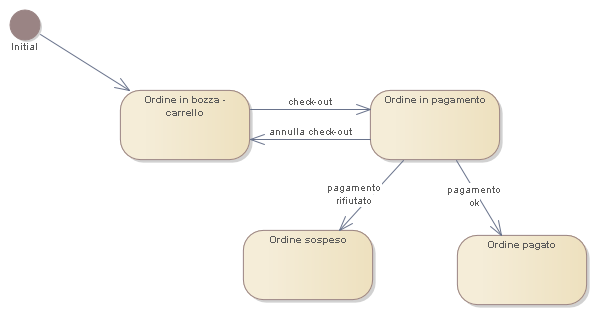 Initial
Ordine in bozza -
carrello
check-out
annulla check-out
Ordine in pagamento
pagamento
rifiutato
pagamento
ok
Ordine sospeso
Ordine pagato